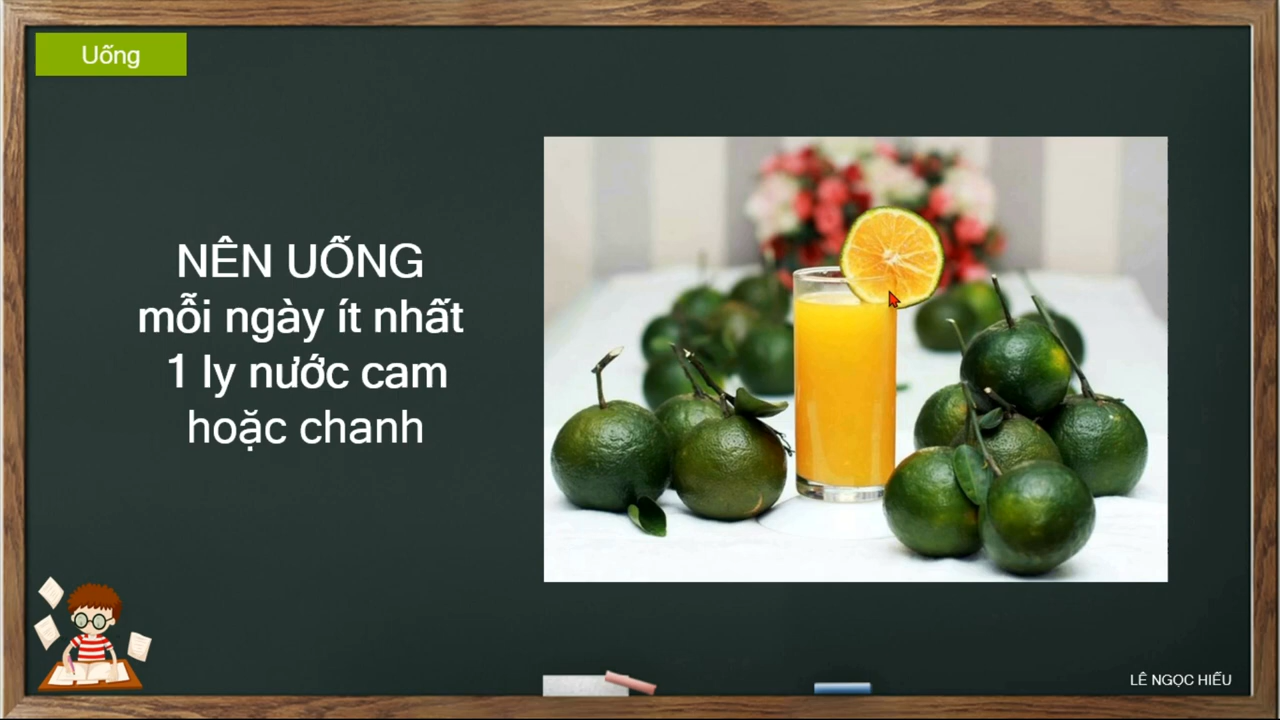 Uống
NÊN UỐNG
mỗi ngày ít nhất
1 ly nước cam
hoặc chanh
LÊ NGỌC HIẾU